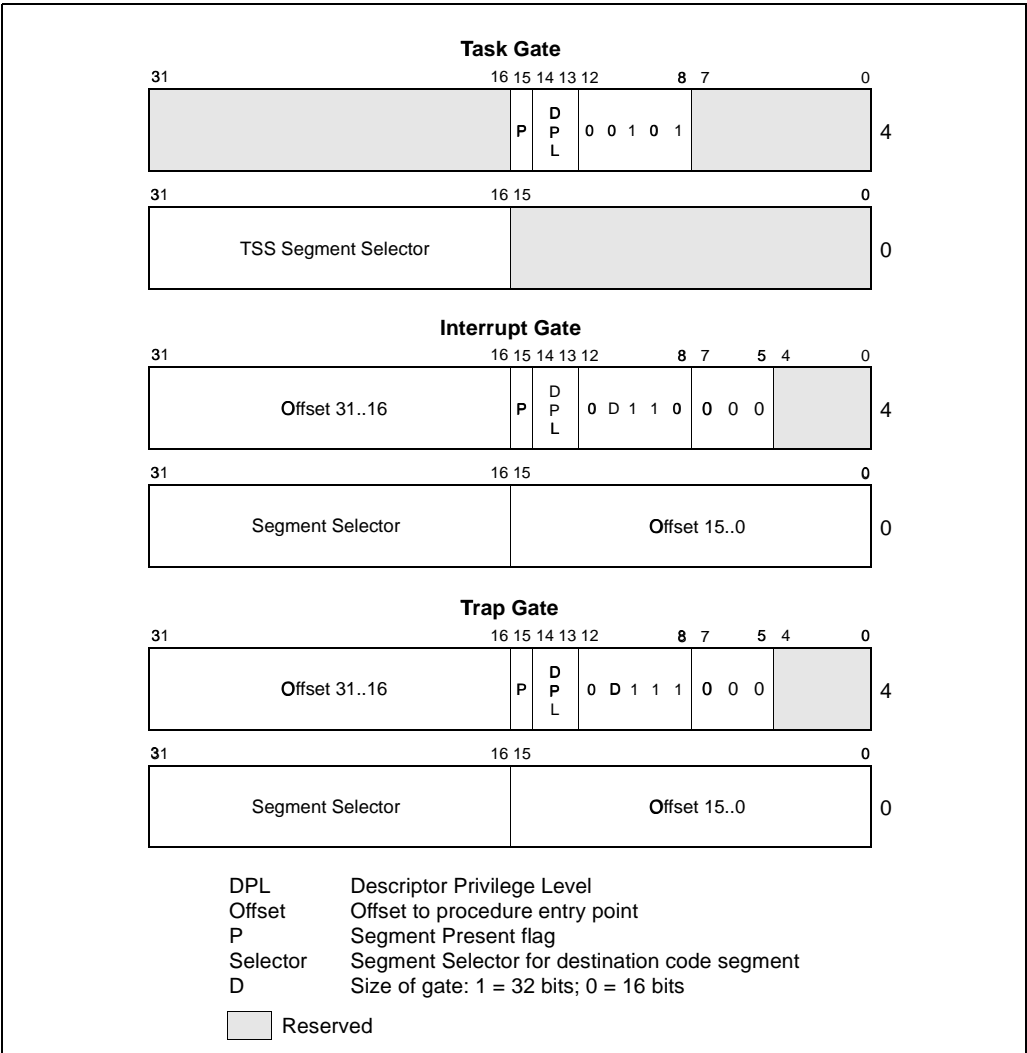 Task Gate
31 16 15 14 13 12 8 7 0
P D P L 0 0 1 0 1 4
31 16 15 0
TSS Segment Selector 0
Interrupt Gate
31 16 15 14 13 12 8 7 5 4 0
Offset 31..16 P D P L 0 D 1 1 0 0 0 0 4
31 16 15 0
Segment Selector Offset 15..0 0
Trap Gate
31 16 15 14 13 12 8 7 5 4 0
Offset 31..16 P D P L 0 D 1 1 1 0 0 0 4
31 16 15 0
Segment Selector Offset 15..0 0
DPL Descriptor Privilege Level
Offset Offset to procedure entry point
P Segment Present flag
Selector Segment Selector for destination code segment
D Size of gate: 1 = 32 bits; 0 = 16 bits
Reserved